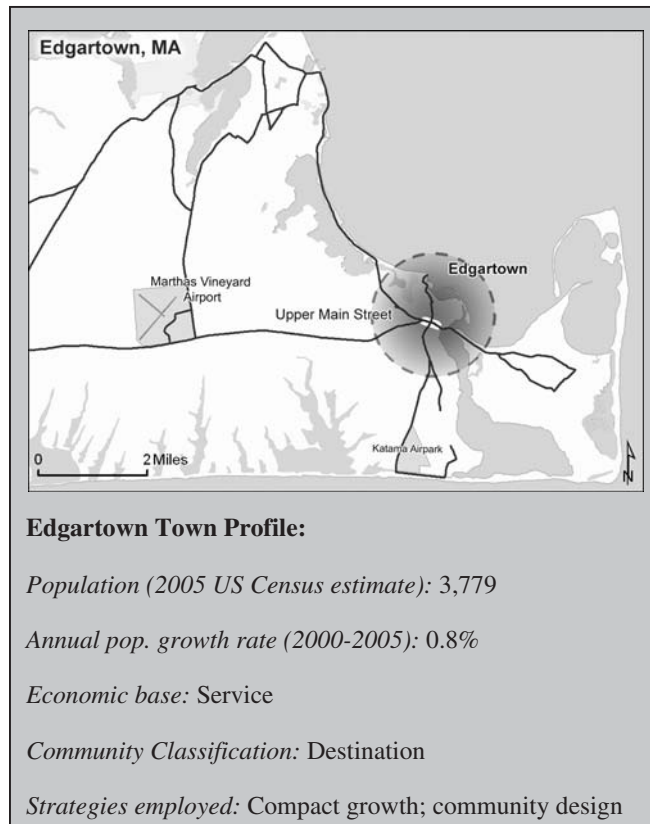 Edgartown, MA
Edgartown
Marthas Vineyard
Airport
Upper Main Street
Katama Airpark
0 2 Miles
N
Edgartown Town Profile:
Population (2005 US Census estimate): 3,779
Annual pop. growth rate (2000-2005): 0.8%
Economic base: Service
Community Classification: Destination
Strategies employed: Compact growth; community design